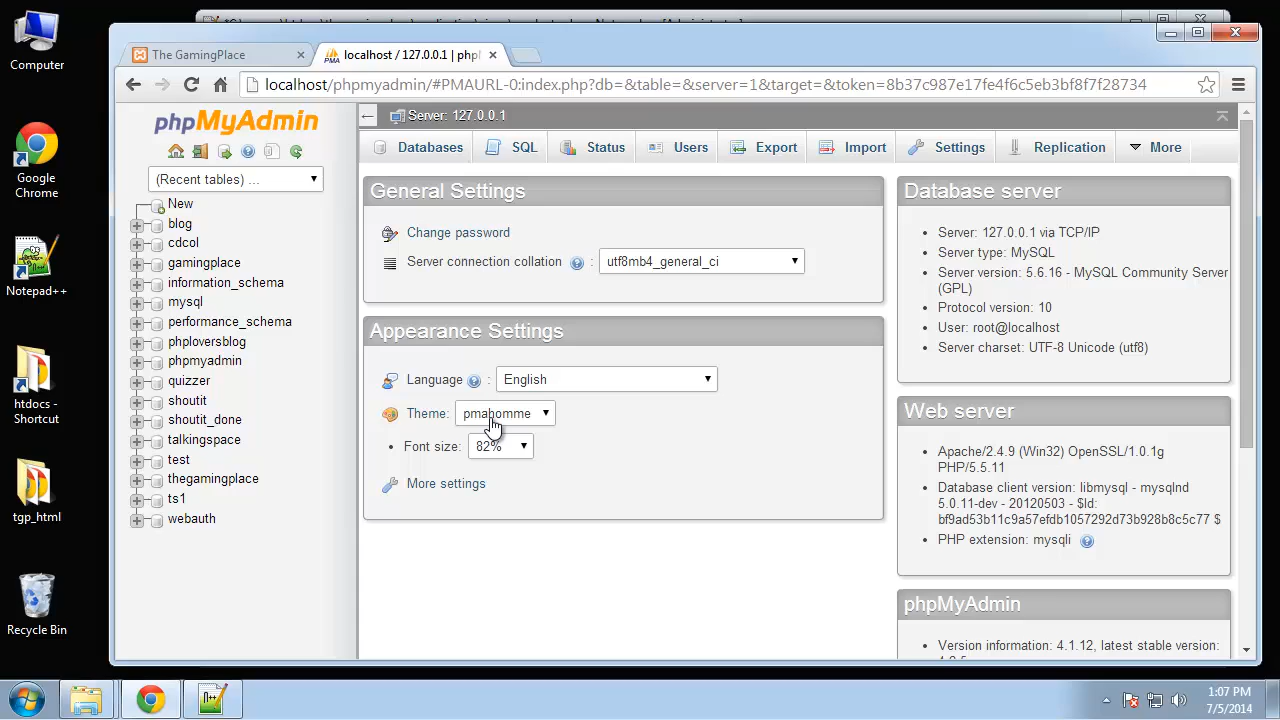 Computer
Google
Chrome
Notepad++
htdocs -
Shortcut
tgp_html
Recycle Bin
The GamingPlace
localhost / 127.0.0.1 | phpM
localhost/phpmyadmin/#PMAURL-0:index.php?db=&table=&server=1&target=&token=8b37c987e17fe4f6c5eb3bf8f7f28734
phpMyAdmin
(Recent tables) ...
New
blog
cdcol
gamingplace
information_schema
mysql
performance_schema
phploversblog
phpmyadmin
quizzer
shoutit
shoutit_done
talkingspace
test
thegamingplace
ts1
webauth
Server: 127.0.0.1
Databases
SQL
Status
Users
Export
Import
Settings
Replication
More
General Settings
Change password
Server connection collation :
utf8mb4_general_ci
Appearance Settings
Language :
English
Theme:
pmahomme
Font size:
82%
More settings
Database server
Server: 127.0.0.1 via TCP/IP
Server type: MySQL
Server version: 5.6.16 - MySQL Community Server
(GPL)
Protocol version: 10
User: root@localhost
Server charset: UTF-8 Unicode (utf8)
Web server
Apache/2.4.9 (Win32) OpenSSL/1.0.1g
PHP/5.5.11
Database client version: libmysql - mysqlnd
5.0.11-dev - 20120503 - $Id:
bf9ad53b11c9a57efdb1057292d73b928b8c5c77 $
PHP extension: mysqli
phpMyAdmin
Version information: 4.1.12, latest stable version:
1:07 PM
7/5/2014